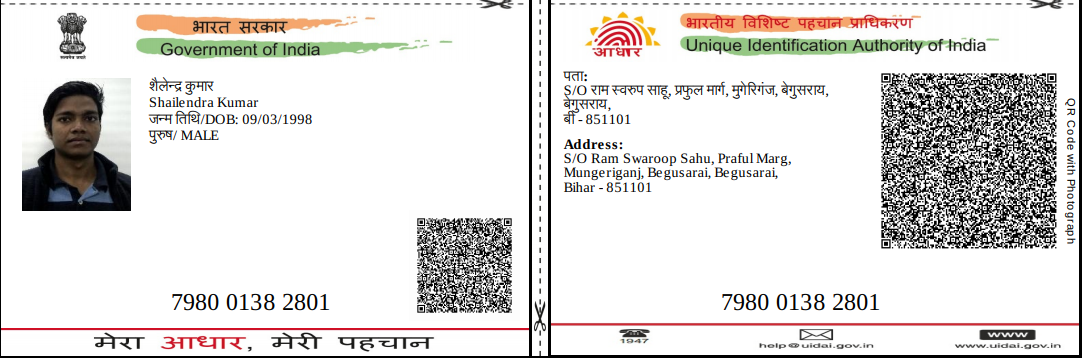 भारत सरकार
Government of India
शैलेन्द्र कुमार
Shailendra Kumar
जन्म तिथि/DOB: 09/03/1998
पुरुष/ MALE
7980 0138 2801
मेरा आधार, मेरी पहचान
आधार
भारतीय विशिष्ट पहचान प्राधिकरण
Unique Identification Authority of India
पता:
S/O राम स्वरुप साहू, प्रफुल मार्ग, मुगेरिगंज, बेगुसराय,
बेगुसराय,
बी - 851101
Address:
S/O Ram Swaroop Sahu, Praful Marg,
Mungeriganj, Begusarai, Begusarai,
Bihar - 851101
QR Code with Photograph
7980 0138 2801
1947
help@uidai.gov.in
www
www.uidai.gov.in